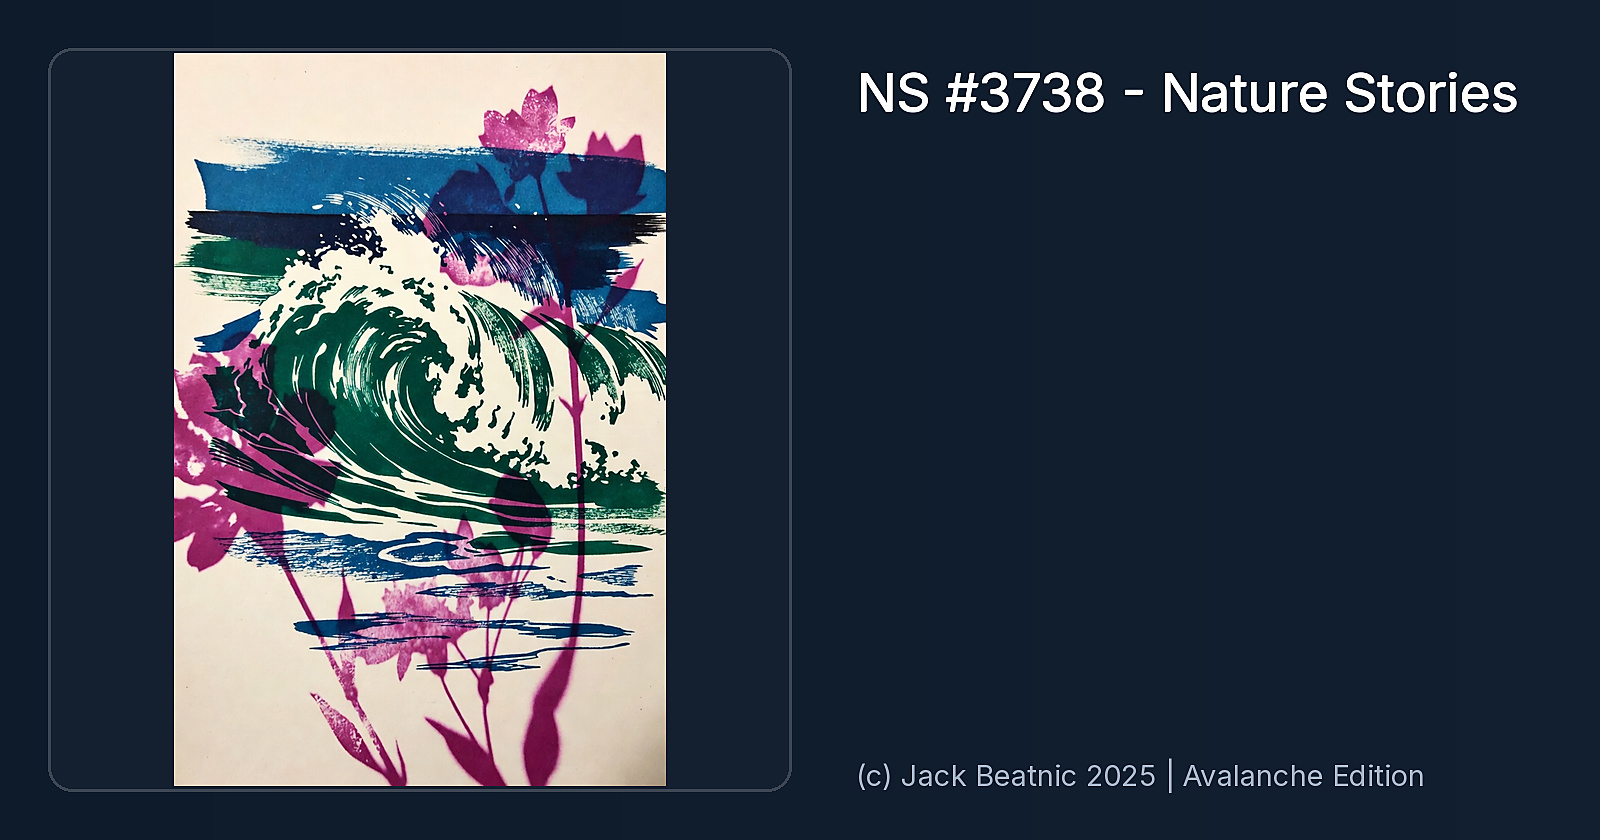 NS #3738 - Nature Stories
(c) Jack Beatnic 2025 | Avalanche Edition